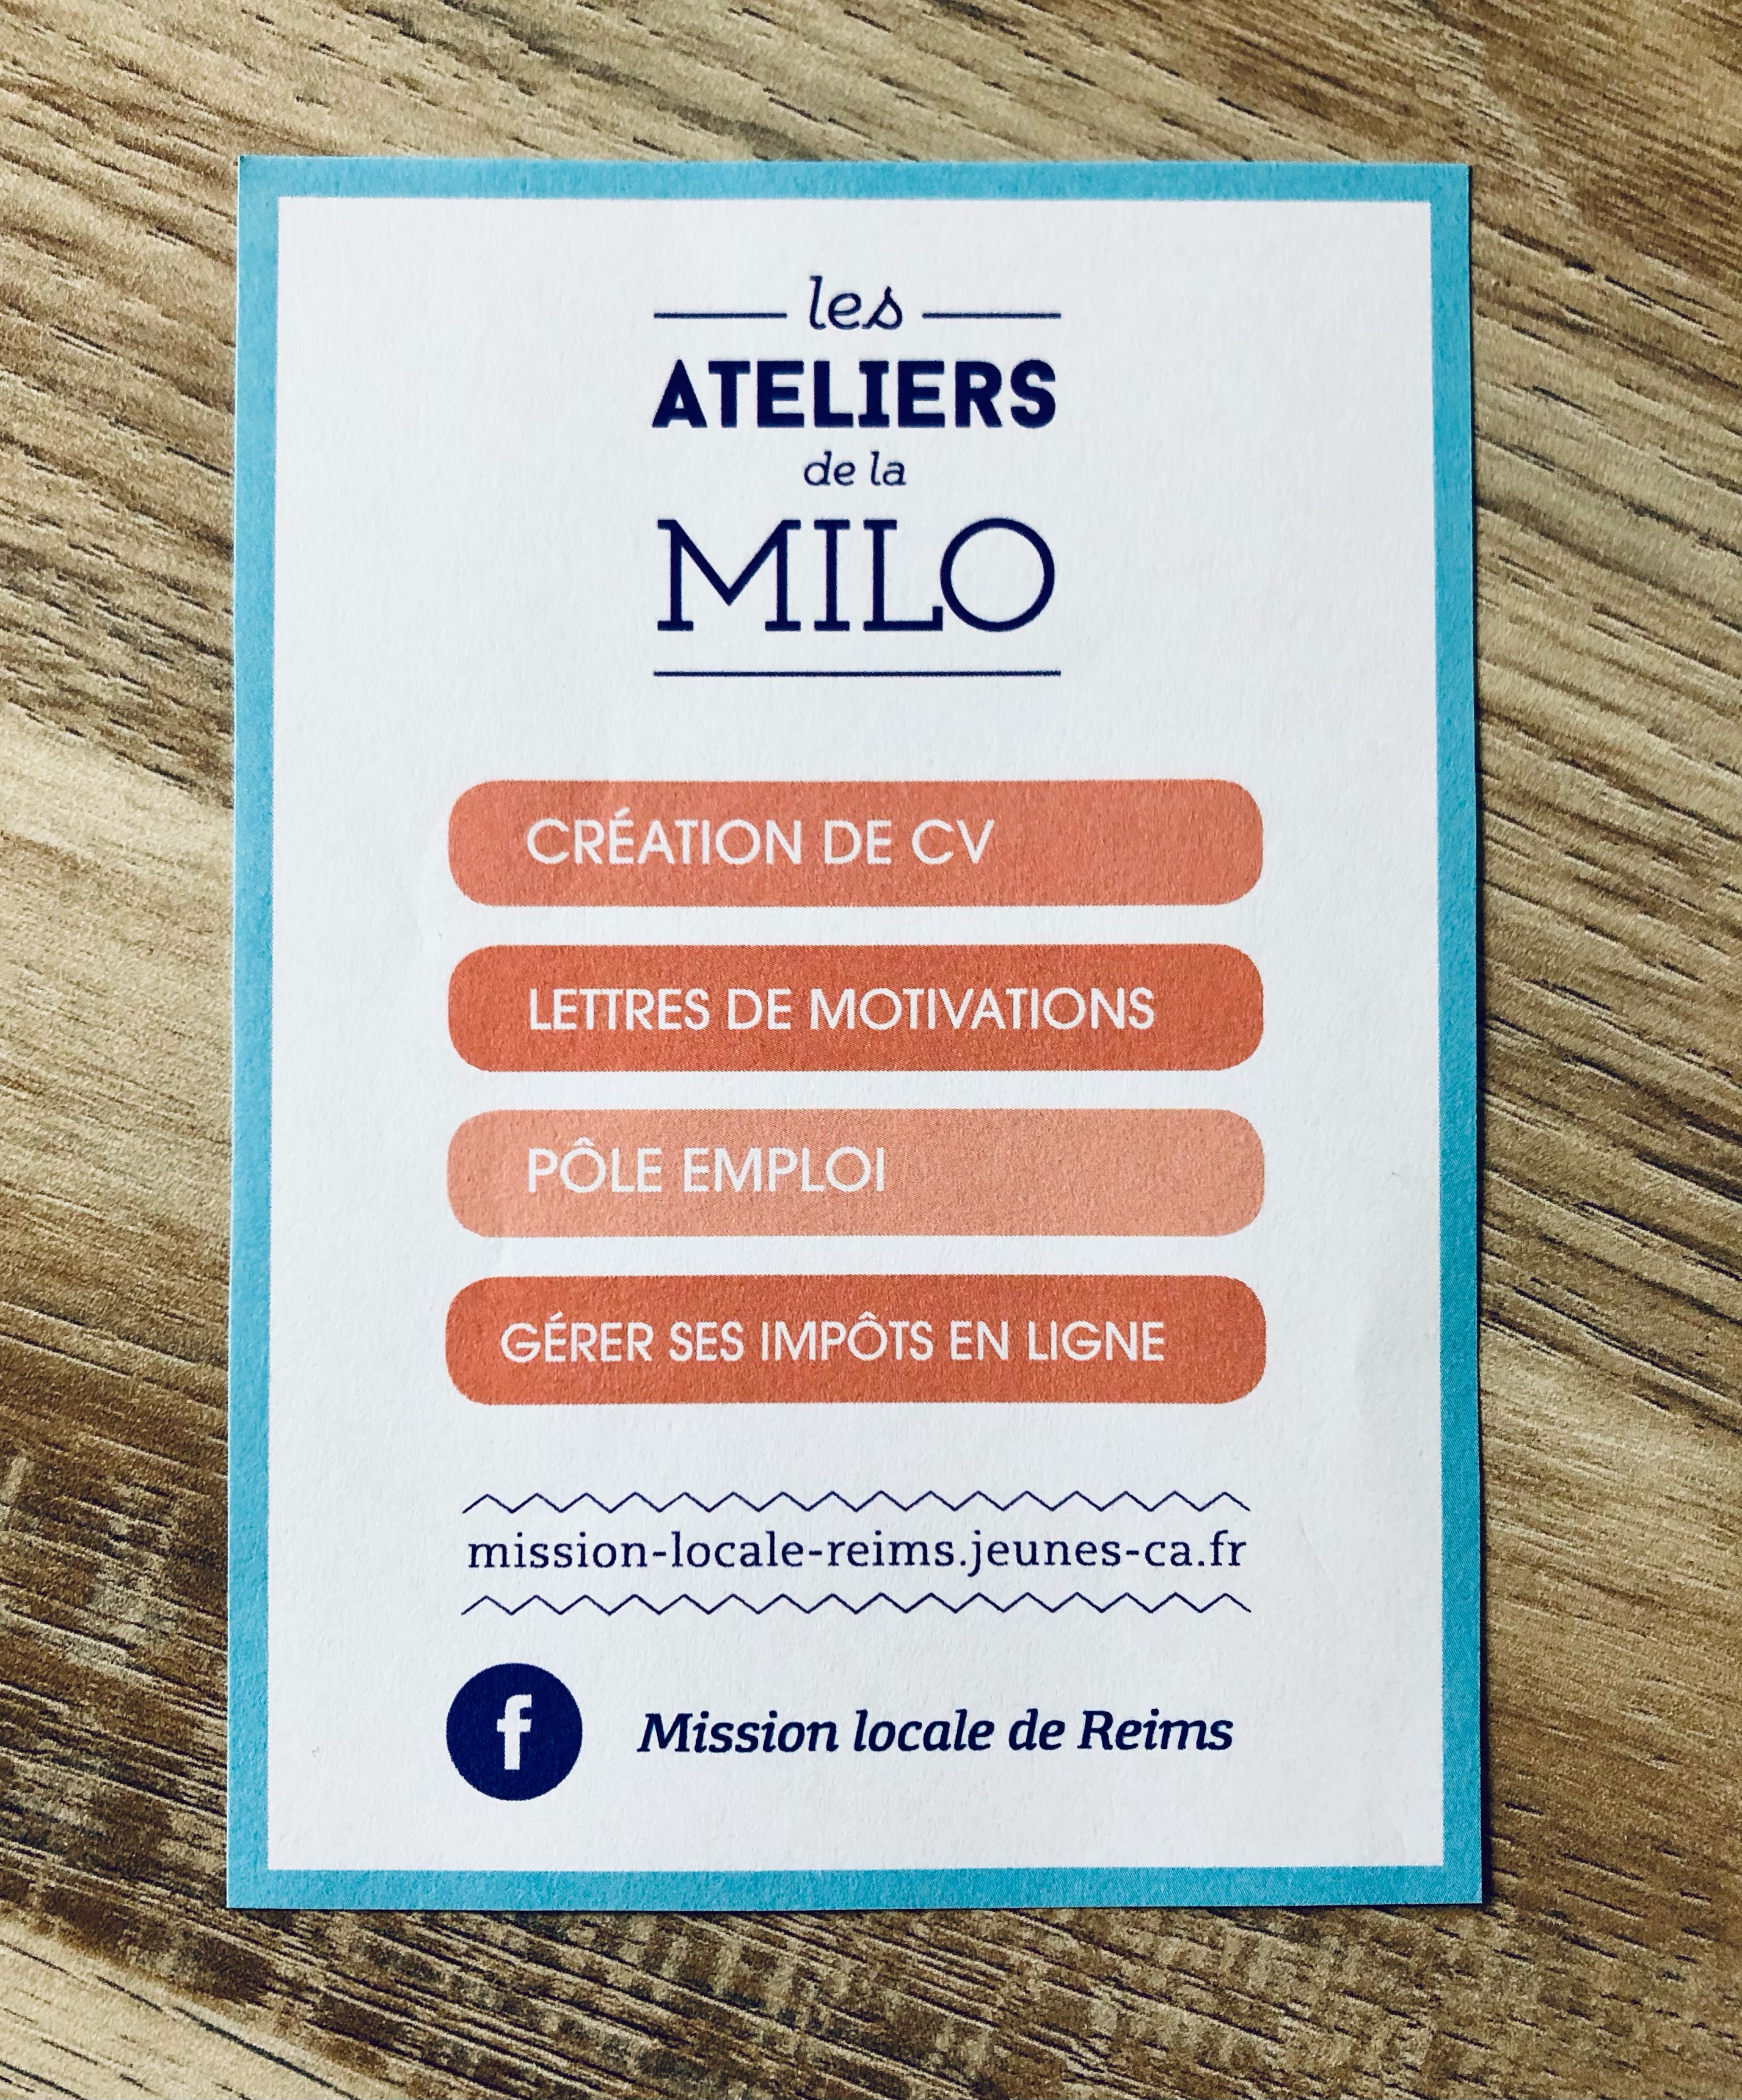 les
ATELIERS
de la
MILO
CRÉATION DE CV
LETTRES DE MOTIVATIONS
PÔLE EMPLOI
GÉRER SES IMPÔTS EN LIGNE
mission-locale-reims.jeunes-ca.fr
f Mission locale de Reims